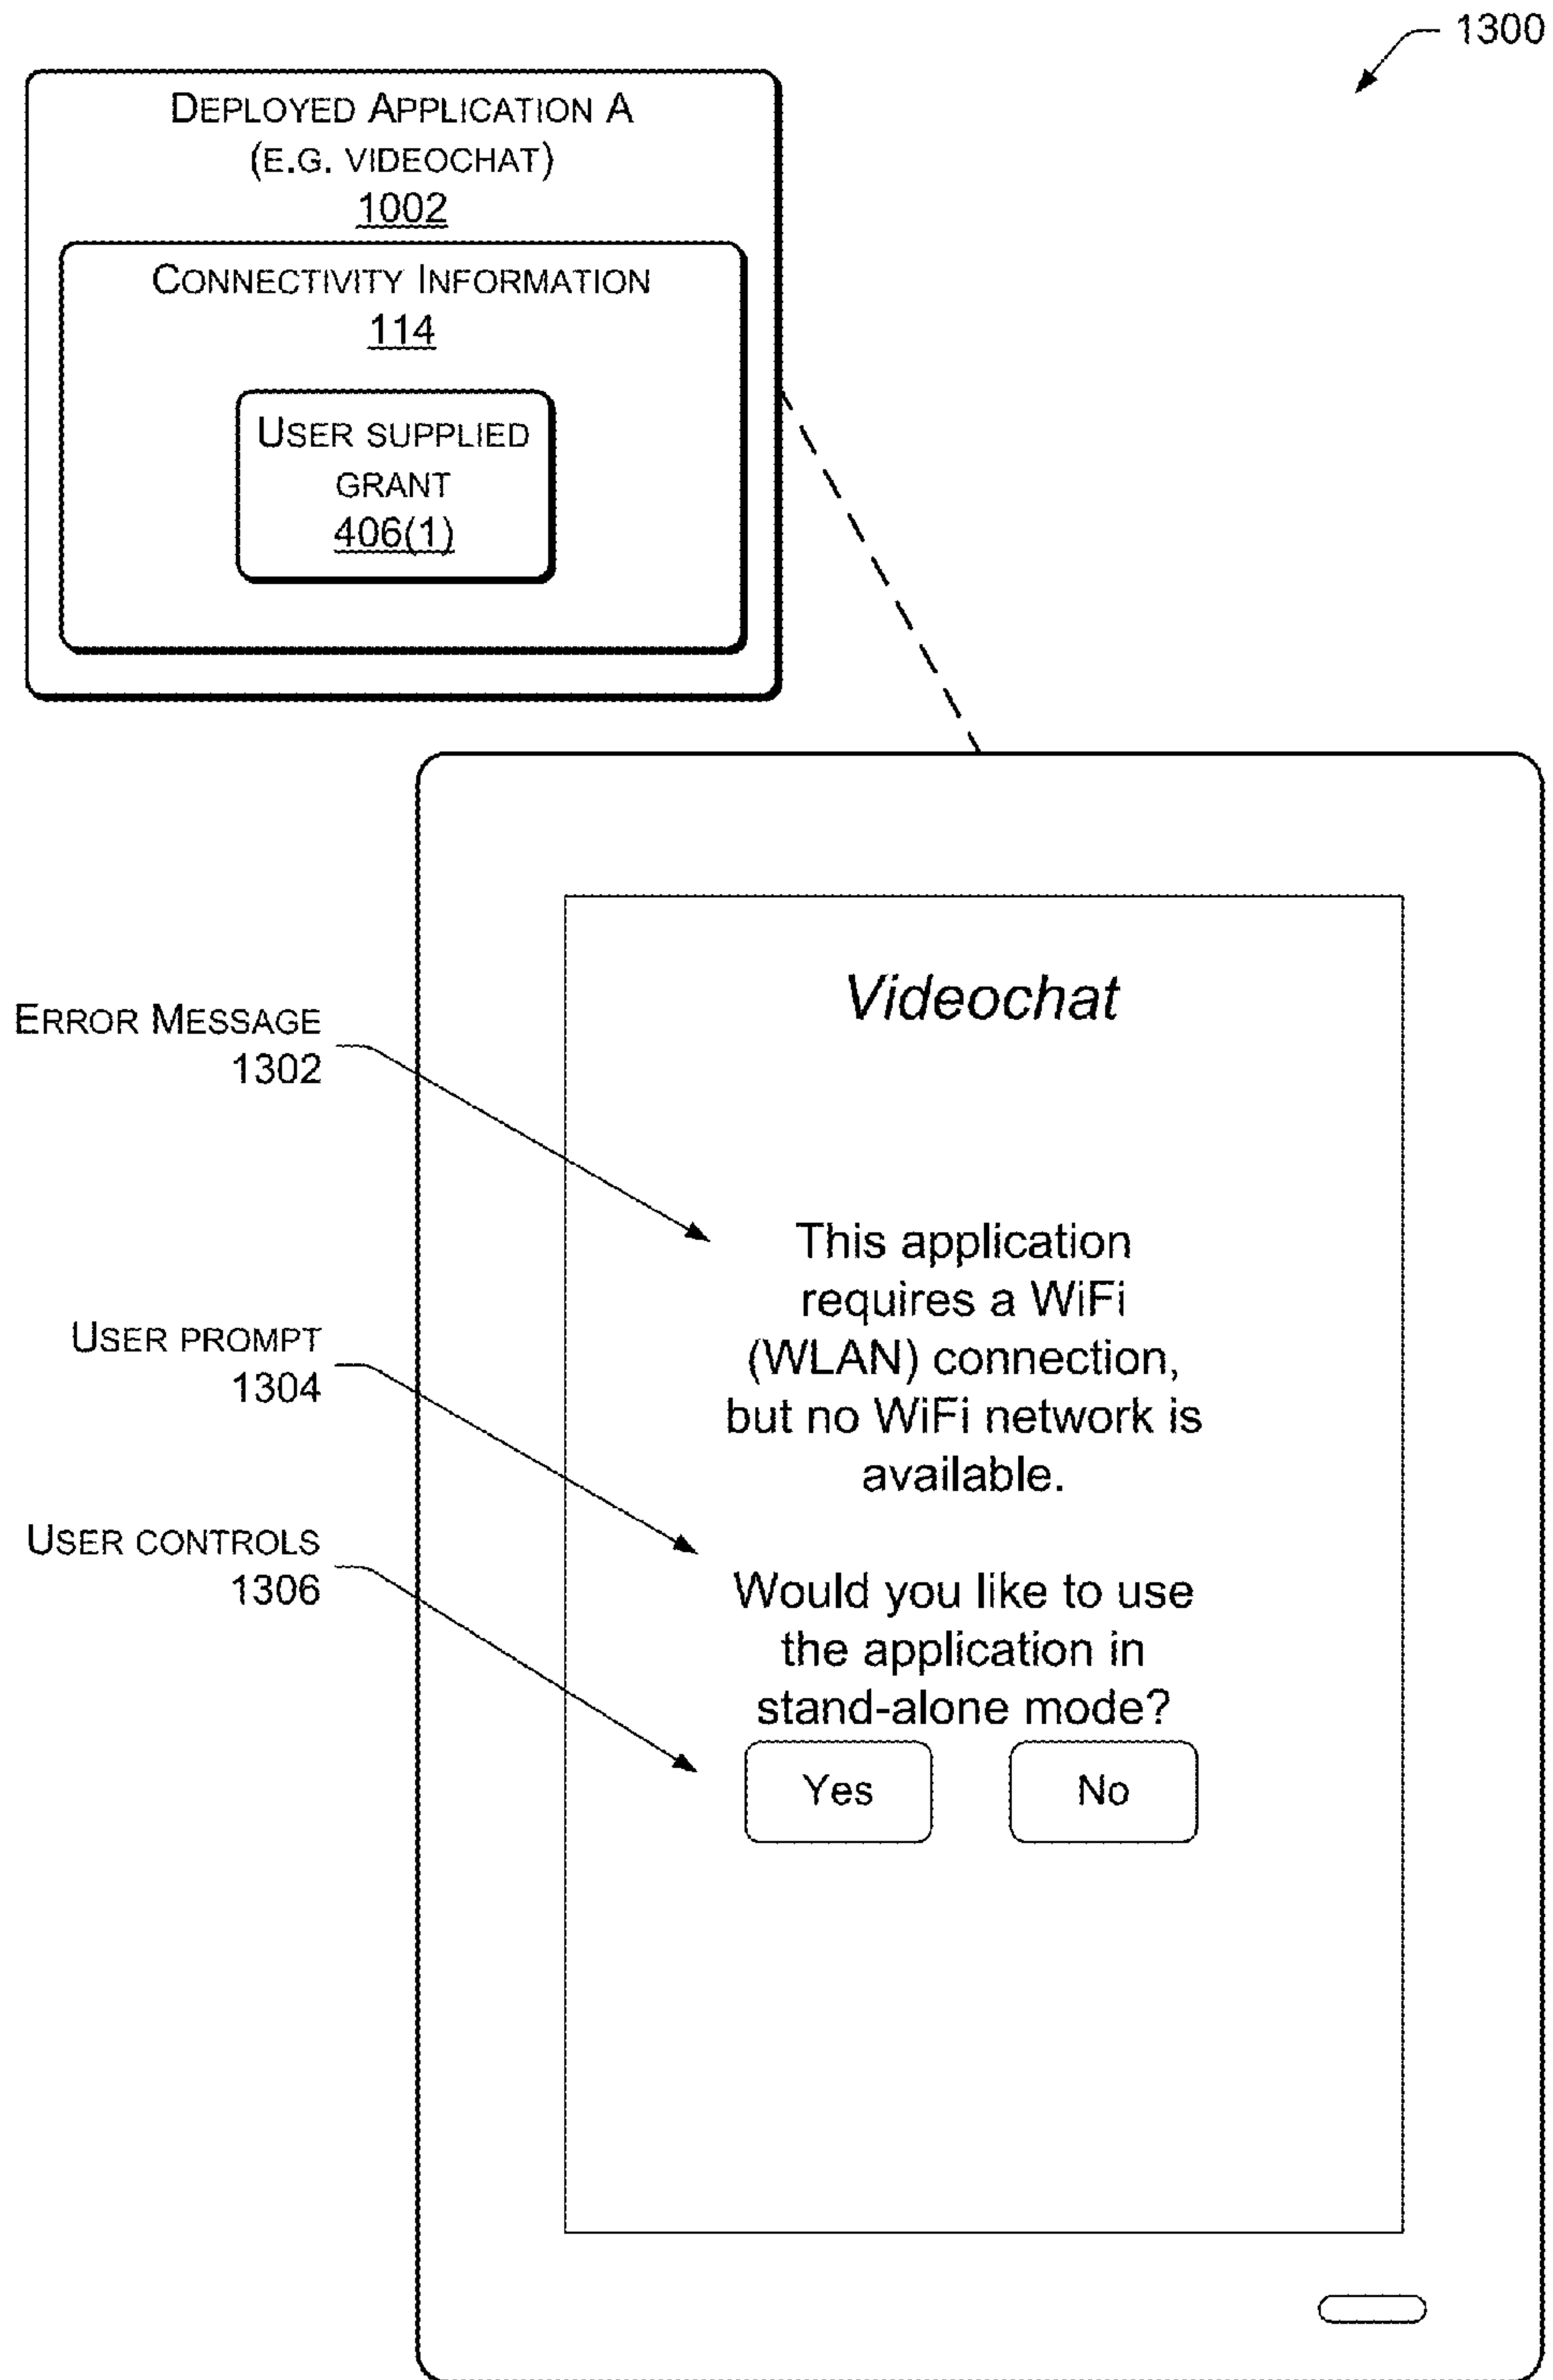 1300
DEPLOYED APPLICATION A
(E.G. VIDEOCHAT)
1002
CONNECTIVITY INFORMATION
114
USER SUPPLIED
GRANT
406(1)
Videochat
ERROR MESSAGE
1302
This application
requires a WiFi
(WLAN) connection,
but no WiFi network is
available.
USER PROMPT
1304
Would you like to use
the application in
stand-alone mode?
USER CONTROLS
1306
Yes
No